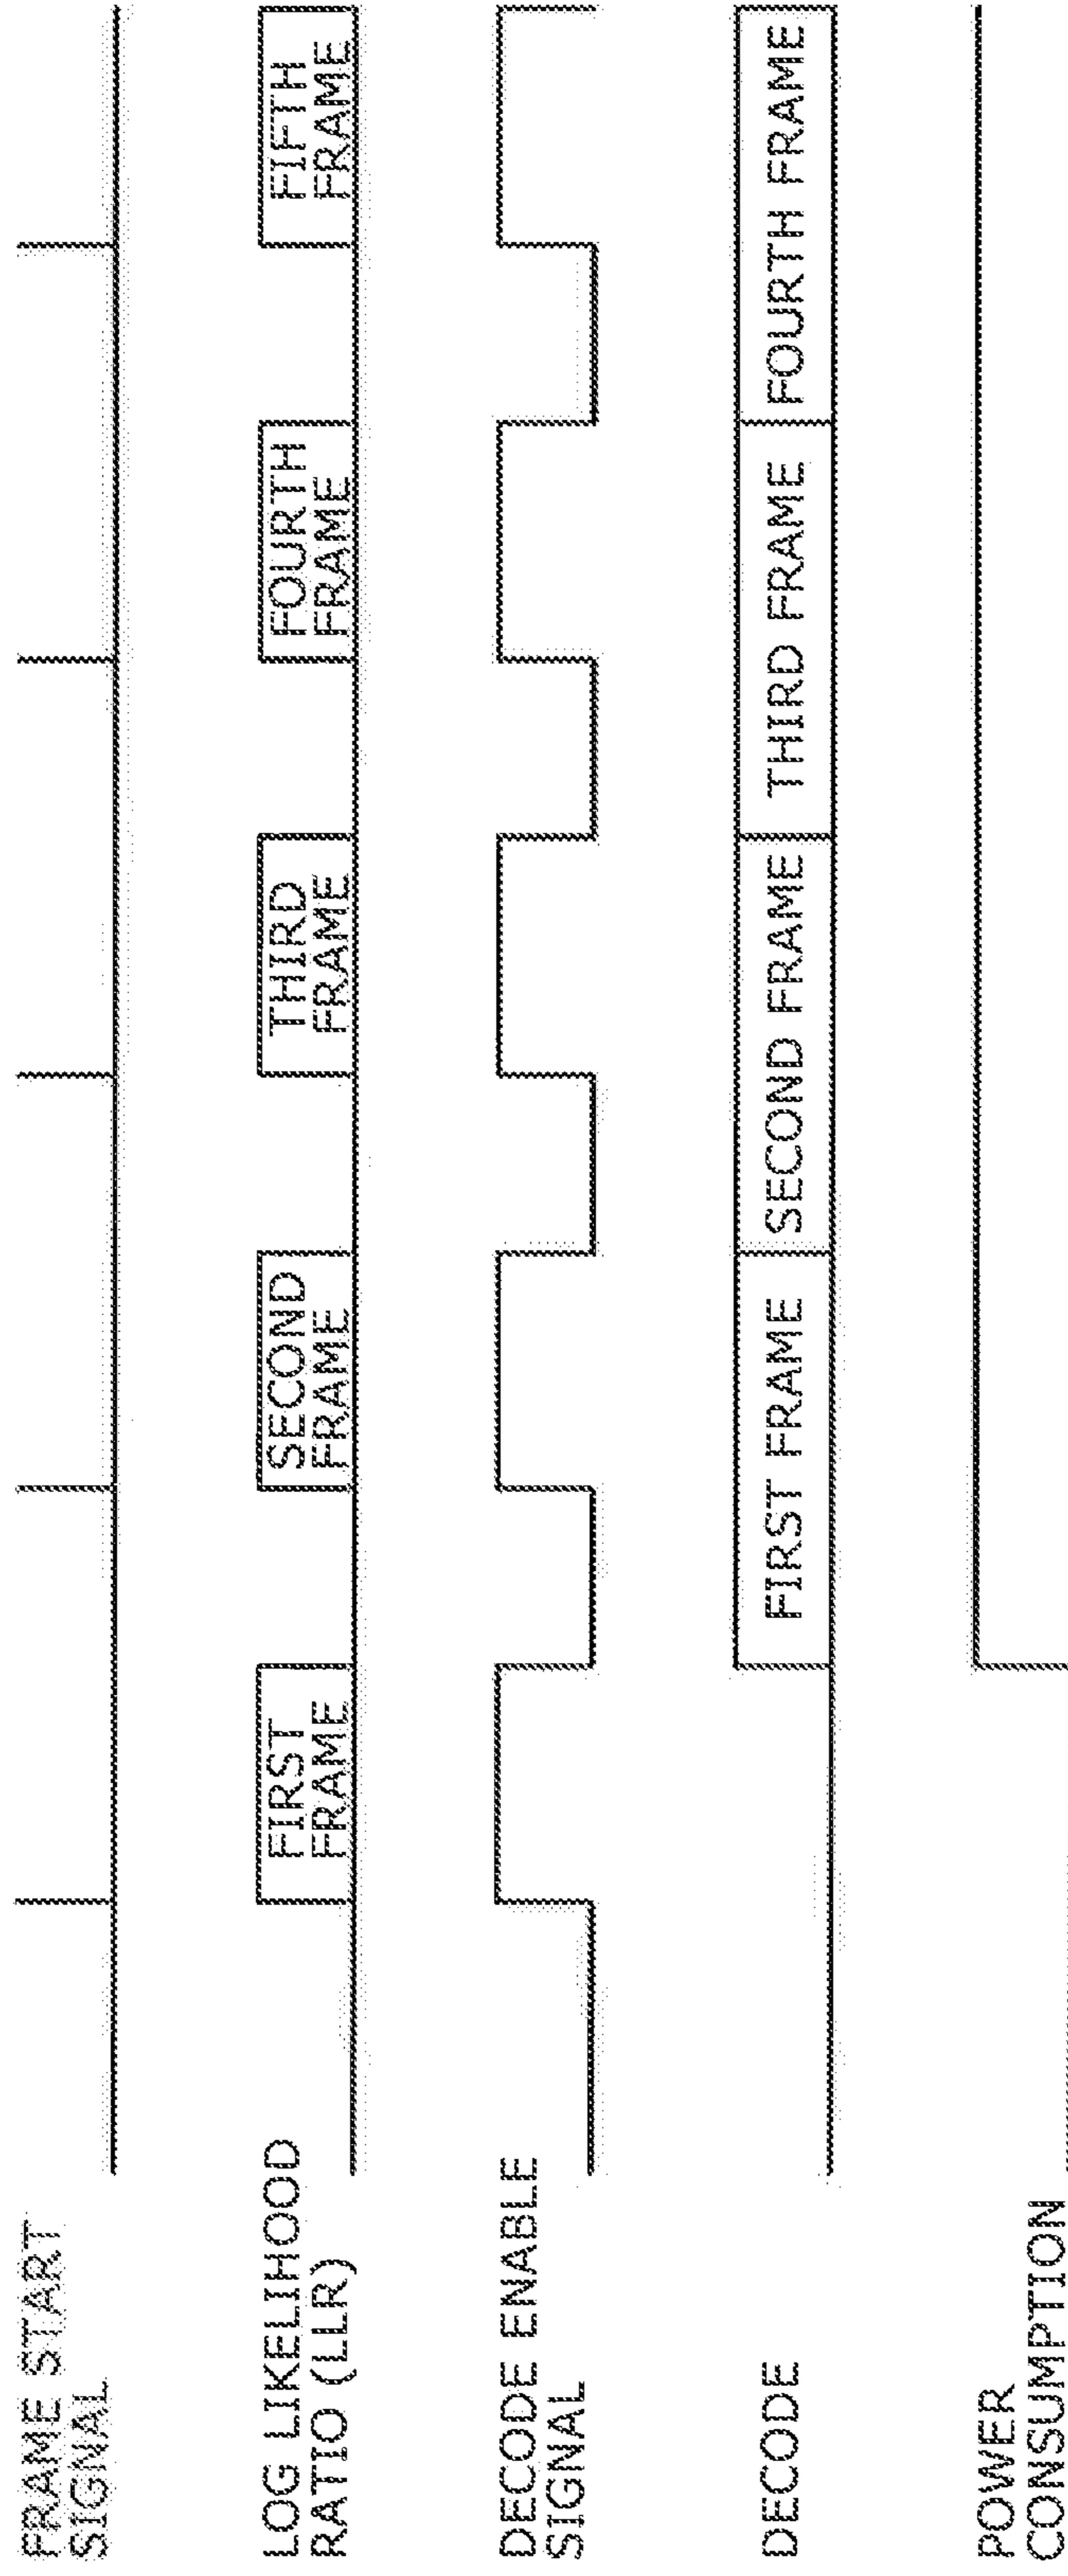 FRAME START
SIGNAL
LOG LIKELIHOOD
RATIO (LLR)
FIRST
FRAME
SECOND
FRAME
THIRD
FRAME
FOURTH
FRAME
FIFTH
FRAME
DECODE ENABLE
SIGNAL
DECODE
FIRST FRAME
SECOND FRAME
THIRD FRAME
FOURTH FRAME
POWER
CONSUMPTION